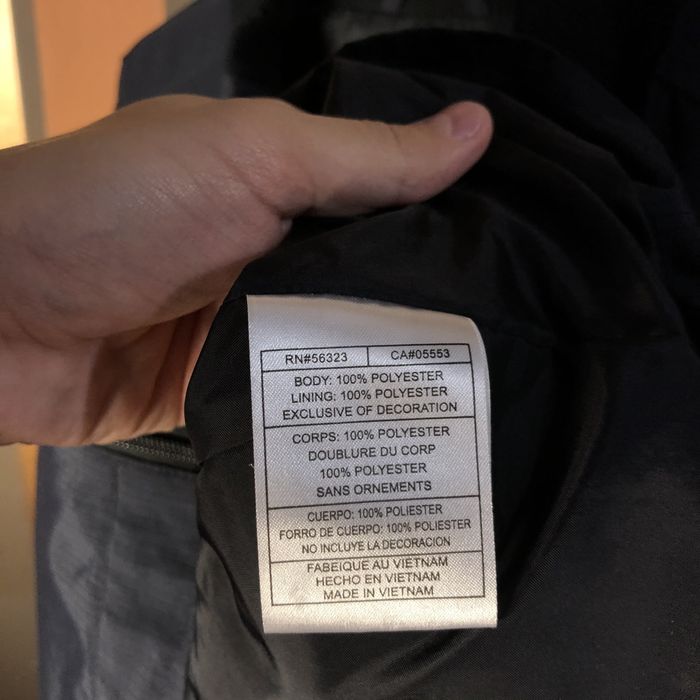 RN#56323 CA#05553
BODY: 100% POLYESTER
LINING: 100% POLYESTER
EXCLUSIVE OF DECORATION
CORPS: 100% POLYESTER
DOUBLURE DU CORP
100% POLYESTER
SANS ORNEMENTS
CUERPO: 100% POLIESTER
FORRO DE CUERPO: 100% POLIESTER
NO INCLUYE LA DECORACION
FABEIQUE AU VIETNAM
HECHO EN VIETNAM
MADE IN VIETNAM